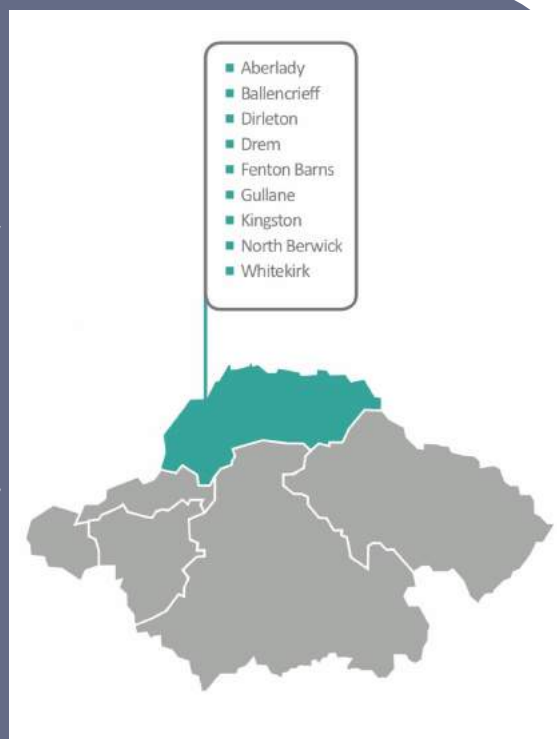 Aberlady
Ballencrieff
Dirleton
Drem
Fenton Barns
Gullane
Kingston
North Berwick
Whitekirk